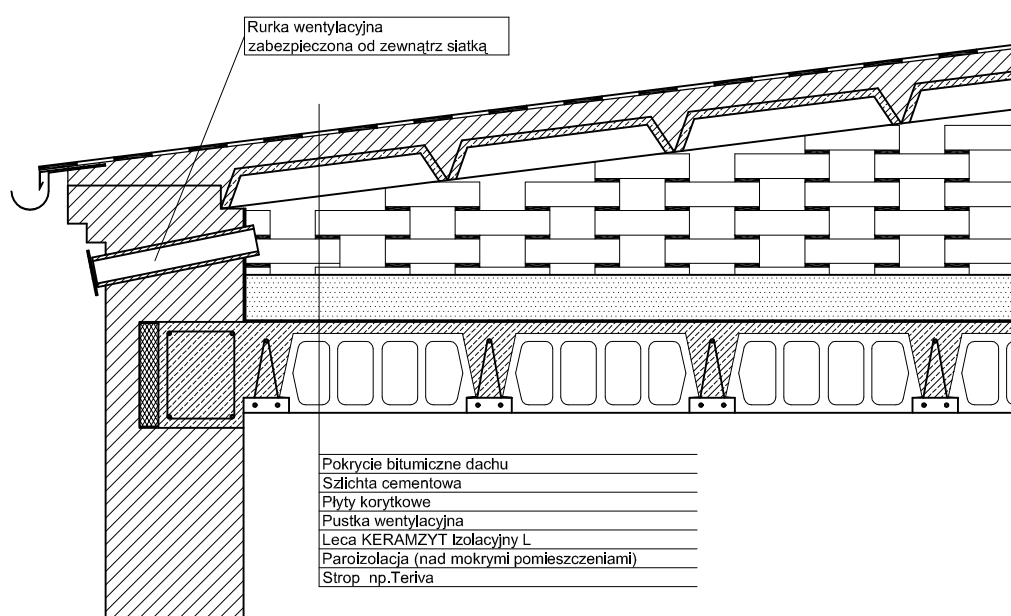 Rurka wentylacyjna
zabezpieczona od zewnątrz siatką
Pokrycie bitumiczne dachu
Szlichta cementowa
Płyty korytkowe
Pustka wentylacyjna
Leca KERAMZYT Izolacyjny L
Paroizolacja (nad mokrymi pomieszczeniami)
Strop np.Teriva